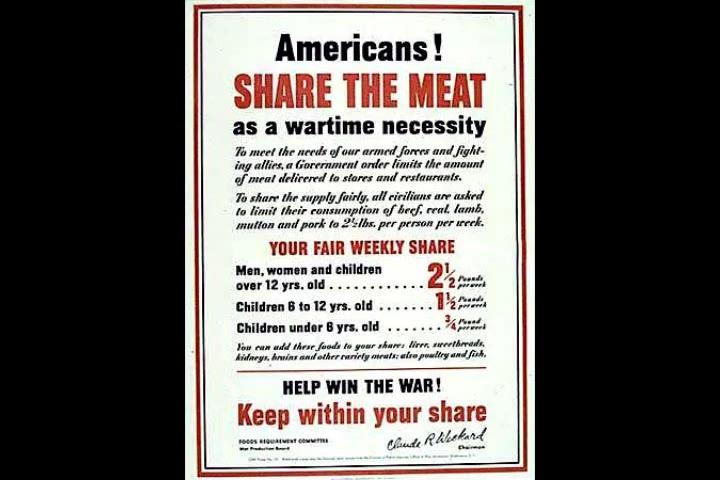 Americans!
SHARE THE MEAT
as a wartime necessity
To meet the needs of our armed forces and fight-
ing allies, a Government order limits the amount
of meat delivered to stores and restaurants.
To share the supply fairly, all civilians are asked
to limit their consumption of beef, veal, lamb,
mutton and pork to 2½ lbs. per person per week.
YOUR FAIR WEEKLY SHARE
Men, women and children
over 12 yrs. old . . . . . . . . . . . . 2½ Pounds per week
Children 6 to 12 yrs. old . . . . . . . 1½ Pounds per week
Children under 6 yrs. old . . . . . . . ¾ Pound per week
You can add these foods to your share: liver, sweetbreads,
kidneys, brains and other variety meats; also poultry and fish.
HELP WIN THE WAR!
Keep within your share
FOODS REQUIREMENT COMMITTEE
War Production Board
Claude R. Wickard
Chairman